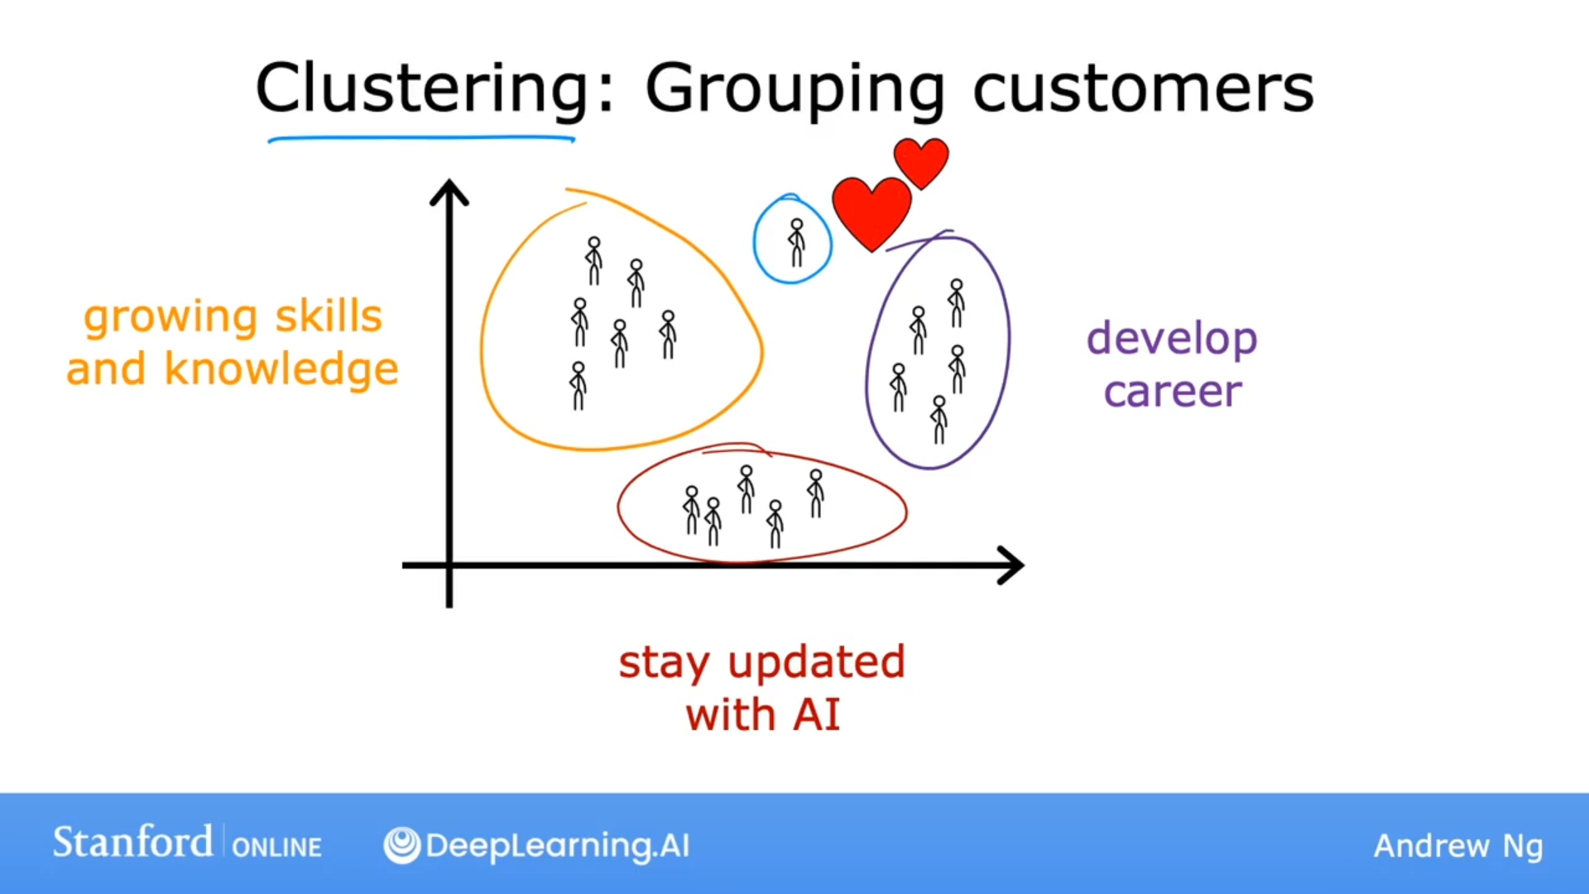 Clustering: Grouping customers
growing skills
and knowledge
develop
career
stay updated
with AI
Stanford ONLINE
DeepLearning.AI
Andrew Ng